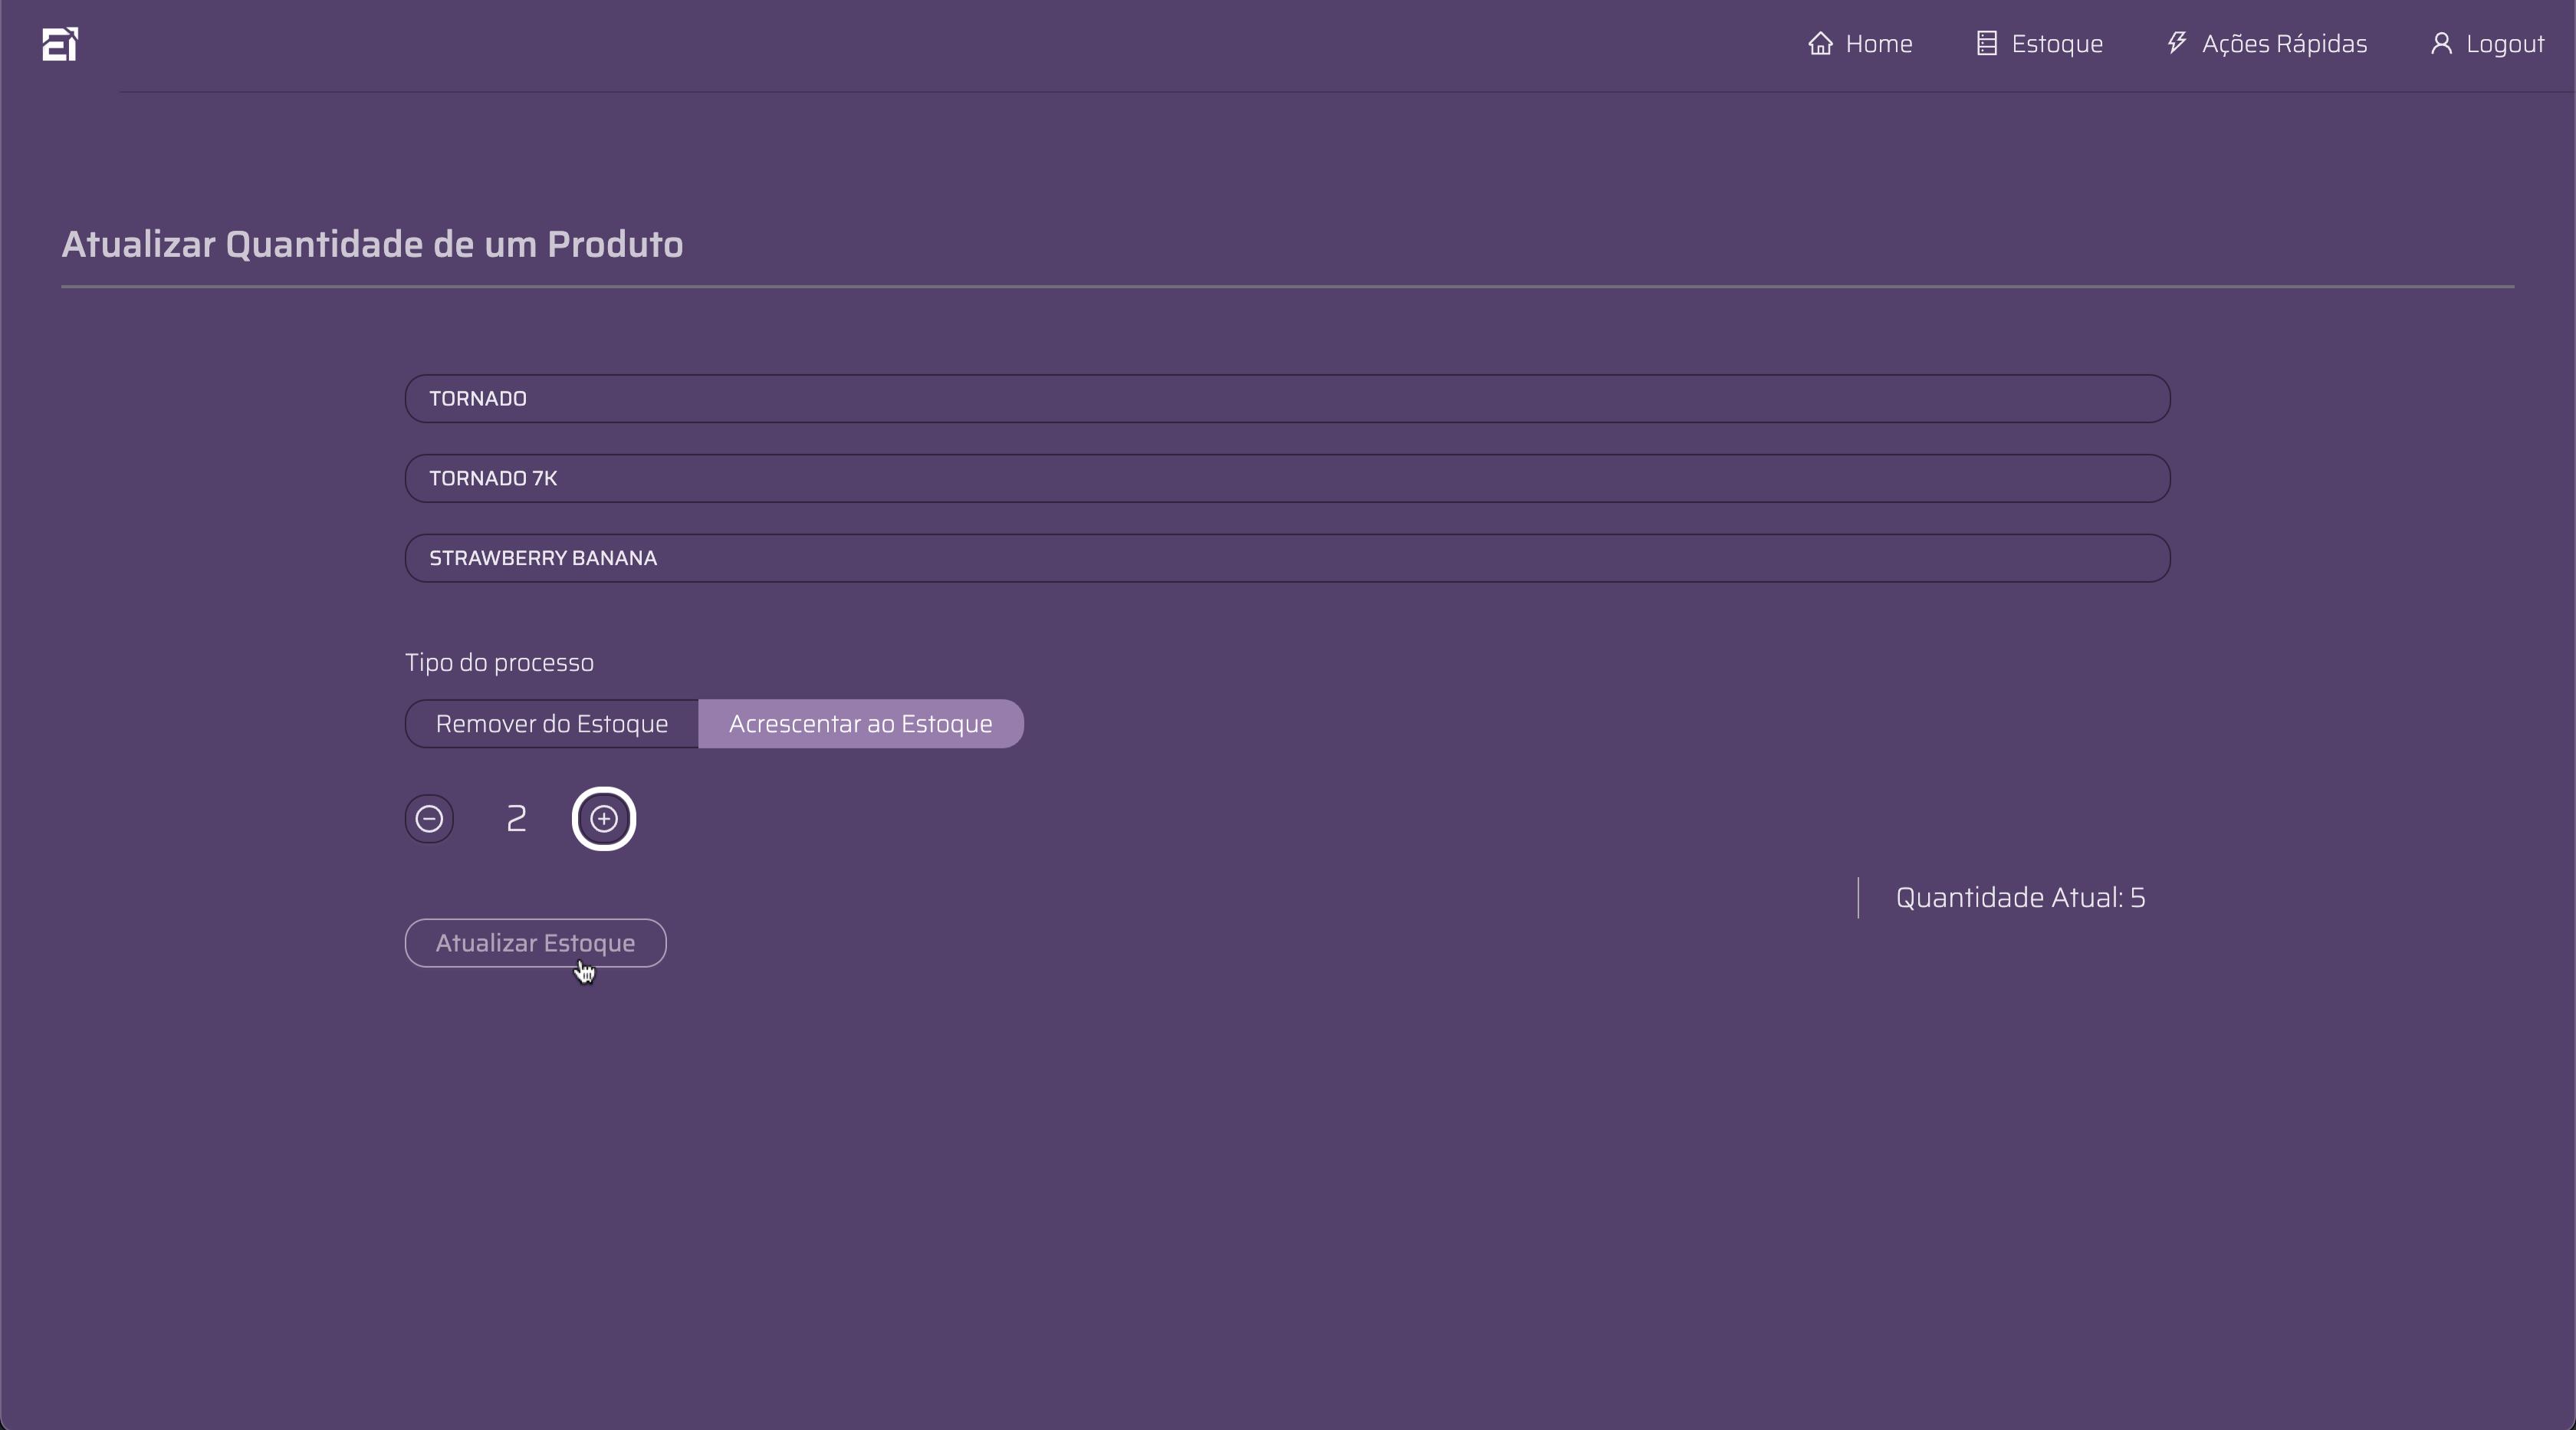 Home
Estoque
Ações Rápidas
Logout
Atualizar Quantidade de um Produto
TORNADO
TORNADO 7K
STRAWBERRY BANANA
Tipo do processo
Remover do Estoque
Acrescentar ao Estoque
2
Quantidade Atual: 5
Atualizar Estoque